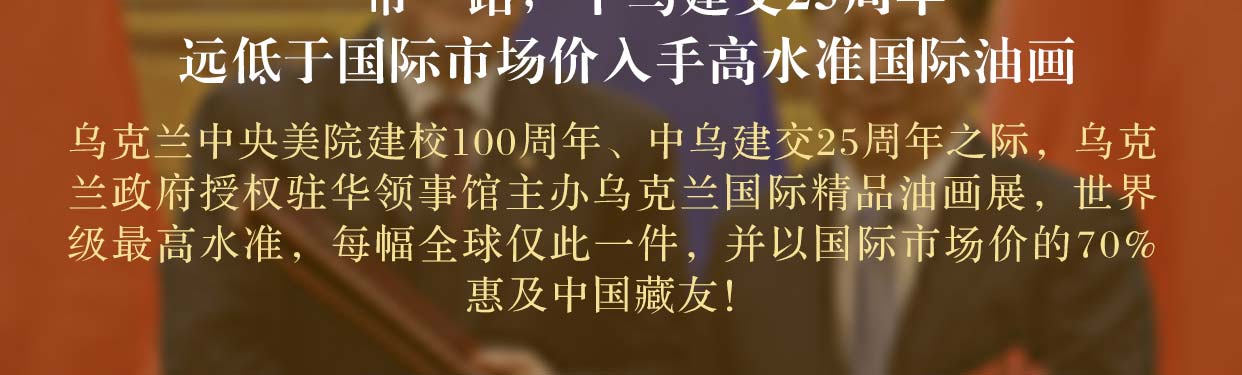 带一路，中乌建交25周年
远低于国际市场价入手高水准国际油画
乌克兰中央美院建校100周年、中乌建交25周年之际，乌克
兰政府授权驻华领事馆主办乌克兰国际精品油画展，世界
级最高水准，每幅全球仅此一件，并以国际市场价的70%
惠及中国藏友！